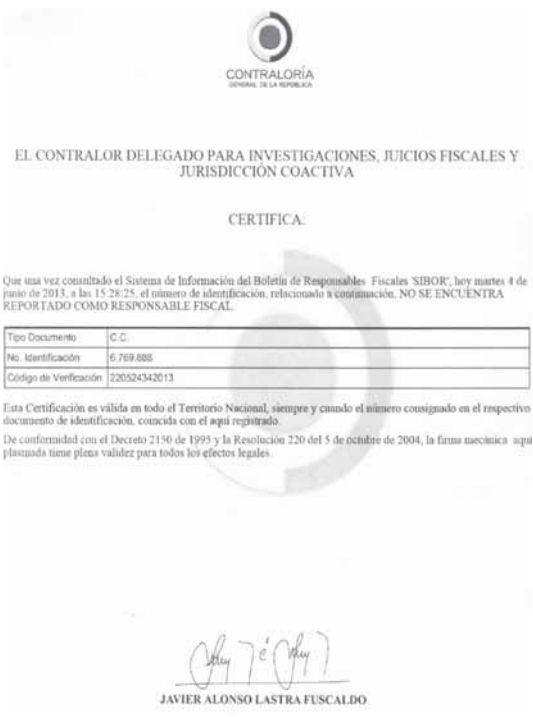 CONTRALORÍA
GENERAL DE LA REPÚBLICA
EL CONTRALOR DELEGADO PARA INVESTIGACIONES, JUICIOS FISCALES Y
JURISDICCIÓN COACTIVA
CERTIFICA:
Que una vez consultado el Sistema de Información del Boletín de Responsables Fiscales 'SIBOR', hoy martes 4 de
junio de 2013, a las 15:28:25, el número de identificación, relacionado a continuación, NO SE ENCUENTRA
REPORTADO COMO RESPONSABLE FISCAL.
Tipo Documento C.C.
No. Identificación 6.769.888
Código de Verificación 220524342013
Esta Certificación es válida en todo el Territorio Nacional, siempre y cuando el número consignado en el respectivo
documento de identificación, coincida con el aquí registrado.
De conformidad con el Decreto 2150 de 1995 y la Resolución 220 del 5 de octubre de 2004, la firma mecánica aquí
plasmada tiene plena validez para todos los efectos legales.
JAVIER ALONSO LASTRA FUSCALDO